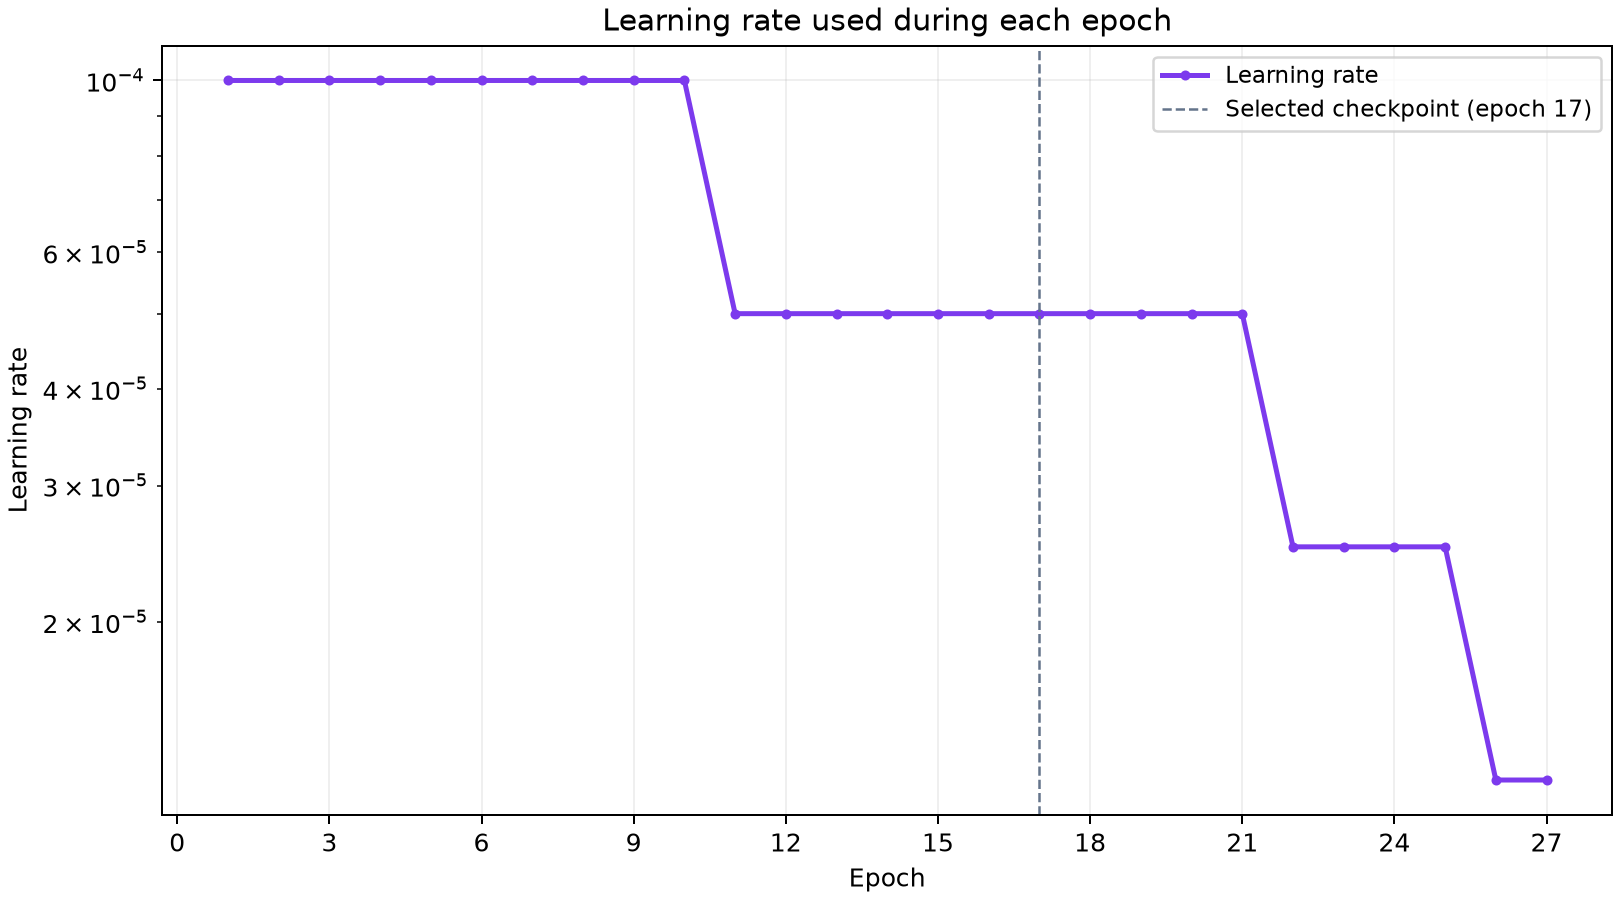 Learning rate used during each epoch
Learning rate
Selected checkpoint (epoch 17)
10⁻⁴
6 × 10⁻⁵
4 × 10⁻⁵
3 × 10⁻⁵
2 × 10⁻⁵
Learning rate
0 3 6 9 12 15 18 21 24 27
Epoch